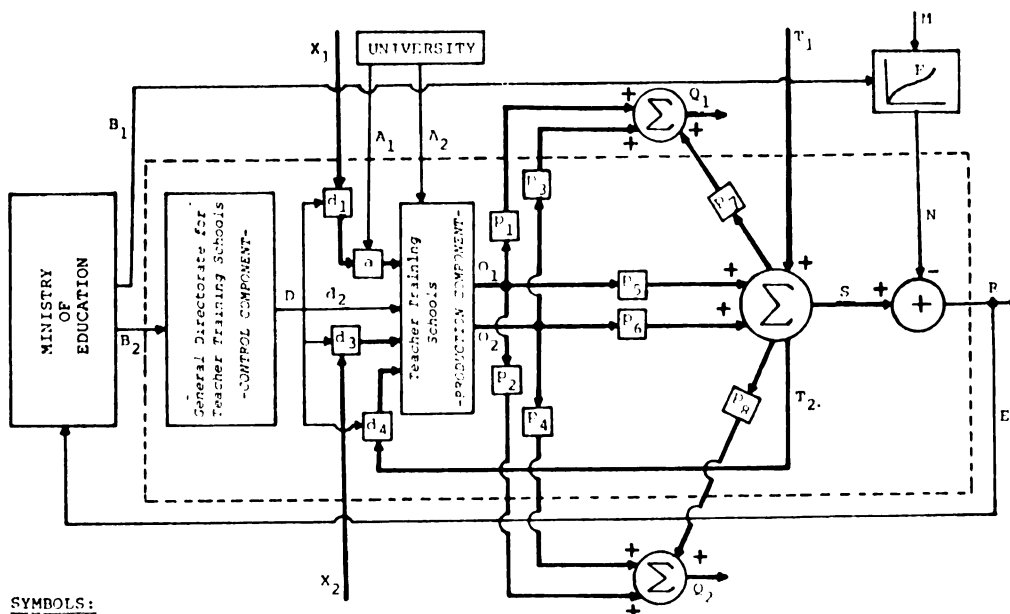 M
X1
UNIVERSITY
T1
F
B1
A1
A2
+
Σ
Q1
+
+
p3
d1
p1
p7
N
MINISTRY
OF
EDUCATION
General Directorate for
Teacher Training Schools
-CONTROL COMPONENT-
a
Teacher Training
Schools
-PRODUCTION COMPONENT-
O1
D
d2
p5
+
+
Σ
S
+
-
+
R
B2
d3
O2
p6
+
p2
d4
p4
p8
T2.
E
X2
+
+
Σ
Q2
+
SYMBOLS: